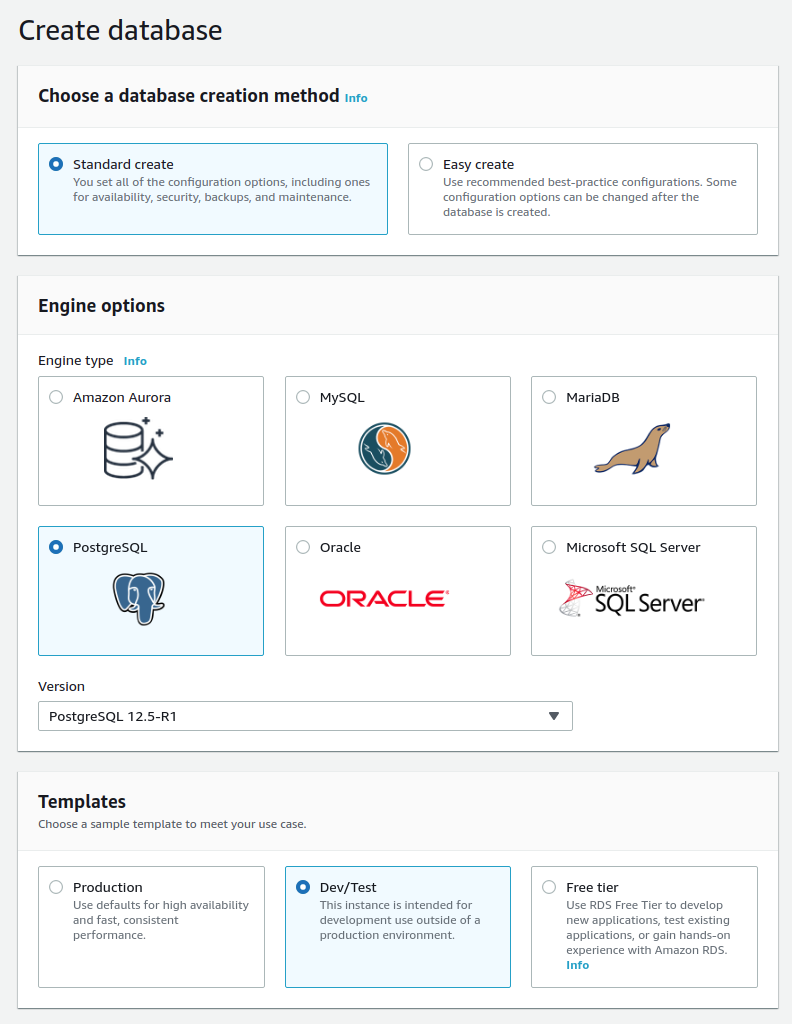 Create database
Choose a database creation method Info
Standard create
You set all of the configuration options, including ones
for availability, security, backups, and maintenance.
Easy create
Use recommended best-practice configurations. Some
configuration options can be changed after the
database is created.
Engine options
Engine type Info
Amazon Aurora
MySQL
MariaDB
PostgreSQL
Oracle
ORACLE
Microsoft SQL Server
Microsoft®
SQL Server
Version
PostgreSQL 12.5-R1
Templates
Choose a sample template to meet your use case.
Production
Use defaults for high availability
and fast, consistent
performance.
Dev/Test
This instance is intended for
development use outside of a
production environment.
Free tier
Use RDS Free Tier to develop
new applications, test existing
applications, or gain hands-on
experience with Amazon RDS.
Info